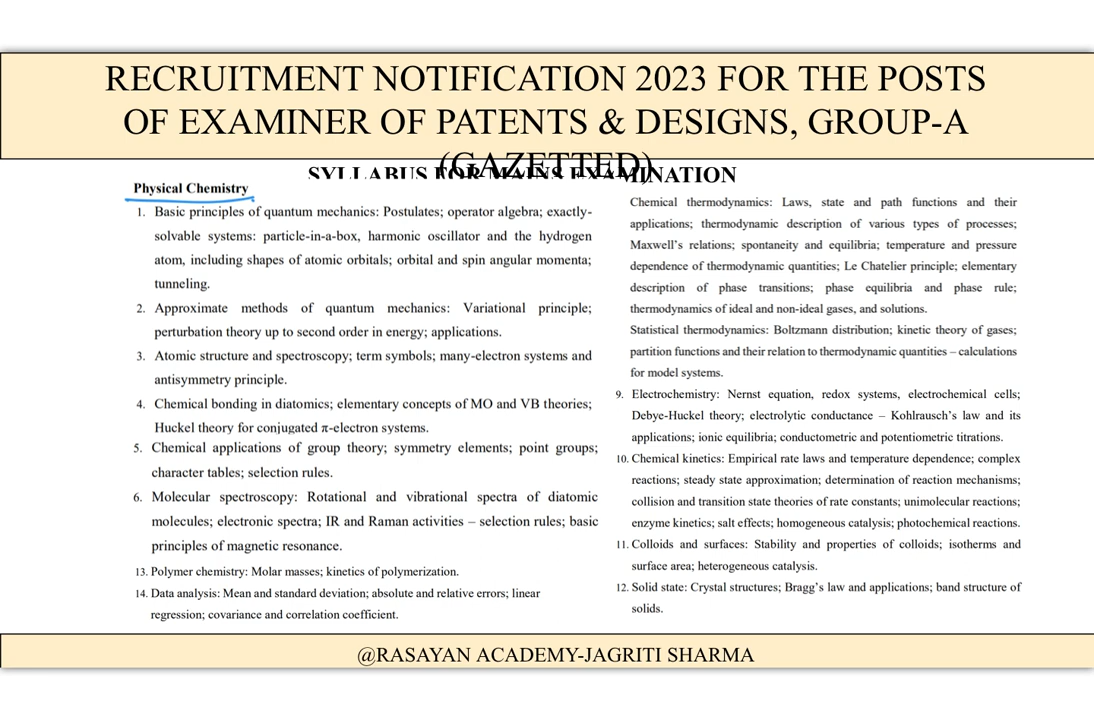 RECRUITMENT NOTIFICATION 2023 FOR THE POSTS
OF EXAMINER OF PATENTS & DESIGNS, GROUP-A
(GAZETTED)
SYLLABUS FOR MAINS EXAMINATION
Physical Chemistry
1. Basic principles of quantum mechanics: Postulates; operator algebra; exactly-
solvable systems: particle-in-a-box, harmonic oscillator and the hydrogen
atom, including shapes of atomic orbitals; orbital and spin angular momenta;
tunneling.
2. Approximate methods of quantum mechanics: Variational principle;
perturbation theory up to second order in energy; applications.
3. Atomic structure and spectroscopy; term symbols; many-electron systems and
antisymmetry principle.
4. Chemical bonding in diatomics; elementary concepts of MO and VB theories;
Huckel theory for conjugated π-electron systems.
5. Chemical applications of group theory; symmetry elements; point groups;
character tables; selection rules.
6. Molecular spectroscopy: Rotational and vibrational spectra of diatomic
molecules; electronic spectra; IR and Raman activities – selection rules; basic
principles of magnetic resonance.
13. Polymer chemistry: Molar masses; kinetics of polymerization.
14. Data analysis: Mean and standard deviation; absolute and relative errors; linear
regression; covariance and correlation coefficient.
Chemical thermodynamics: Laws, state and path functions and their
applications; thermodynamic description of various types of processes;
Maxwell's relations; spontaneity and equilibria; temperature and pressure
dependence of thermodynamic quantities; Le Chatelier principle; elementary
description of phase transitions; phase equilibria and phase rule;
thermodynamics of ideal and non-ideal gases, and solutions.
Statistical thermodynamics: Boltzmann distribution; kinetic theory of gases;
partition functions and their relation to thermodynamic quantities – calculations
for model systems.
9. Electrochemistry: Nernst equation, redox systems, electrochemical cells;
Debye-Huckel theory; electrolytic conductance – Kohlrausch's law and its
applications; ionic equilibria; conductometric and potentiometric titrations.
10. Chemical kinetics: Empirical rate laws and temperature dependence; complex
reactions; steady state approximation; determination of reaction mechanisms;
collision and transition state theories of rate constants; unimolecular reactions;
enzyme kinetics; salt effects; homogeneous catalysis; photochemical reactions.
11. Colloids and surfaces: Stability and properties of colloids; isotherms and
surface area; heterogeneous catalysis.
12. Solid state: Crystal structures; Bragg's law and applications; band structure of
solids.
@RASAYAN ACADEMY-JAGRITI SHARMA